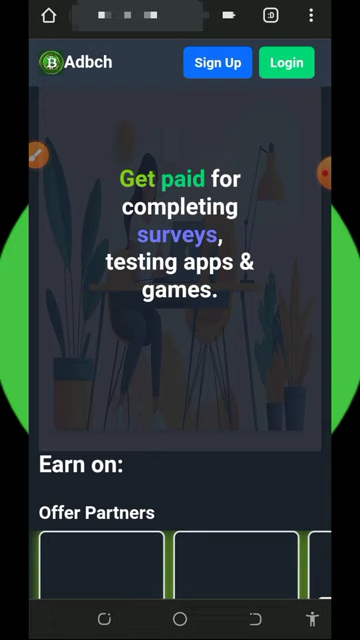 Adbch
Sign Up
Login
Get paid for
completing
surveys,
testing apps &
games.
Earn on:
Offer Partners